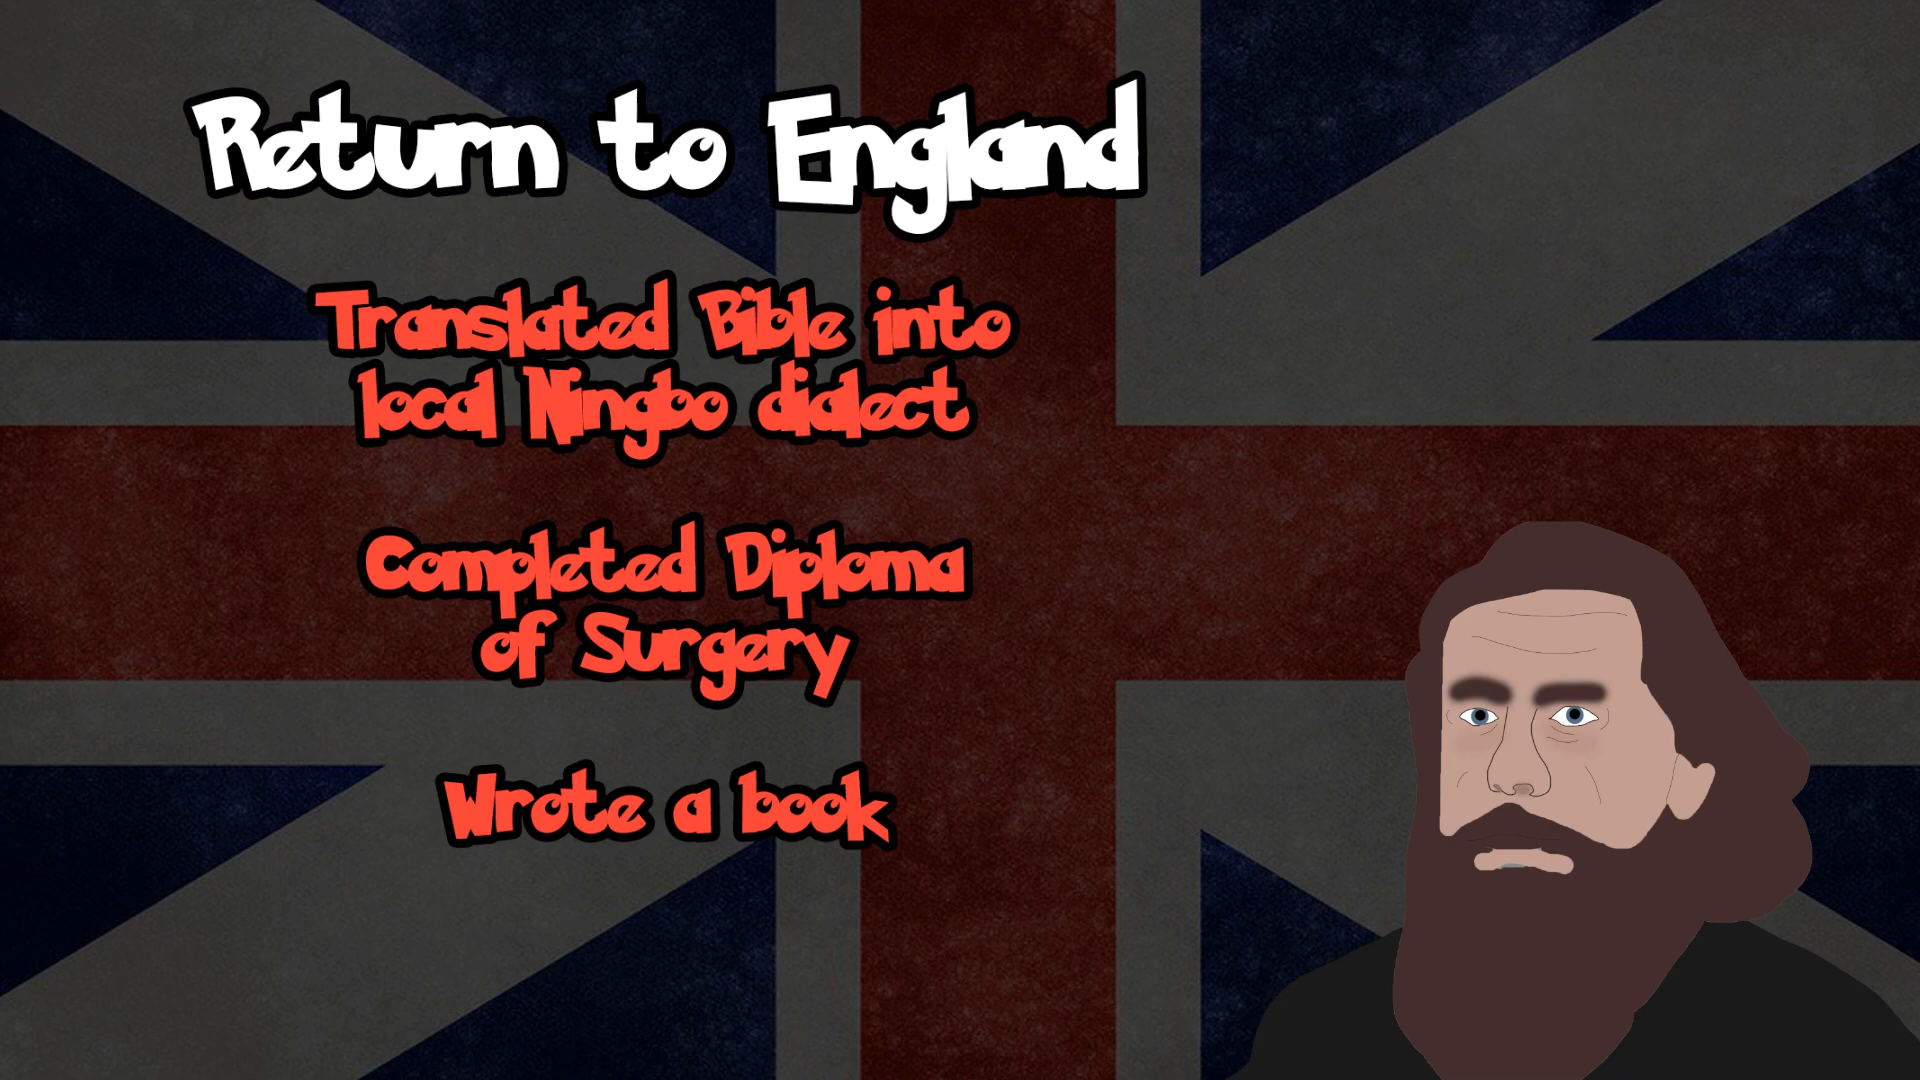 Return to England
Translated Bible into
local Ningbo dialect
Completed Diploma
of Surgery
Wrote a book